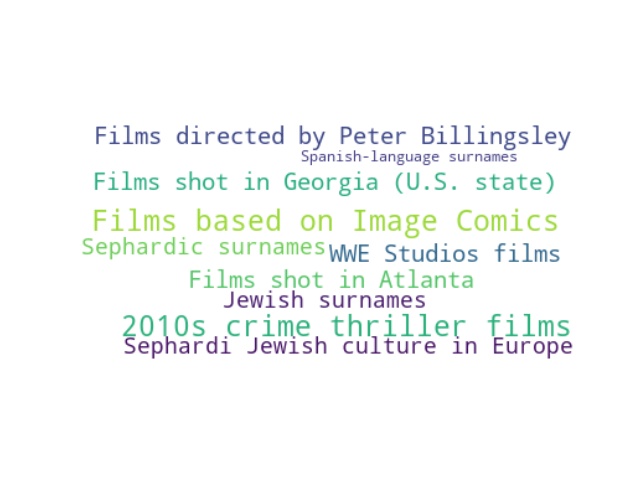 Films directed by Peter Billingsley
Spanish-language surnames
Films shot in Georgia (U.S. state)
Films based on Image Comics
Sephardic surnames
WWE Studios films
Films shot in Atlanta
Jewish surnames
2010s crime thriller films
Sephardi Jewish culture in Europe